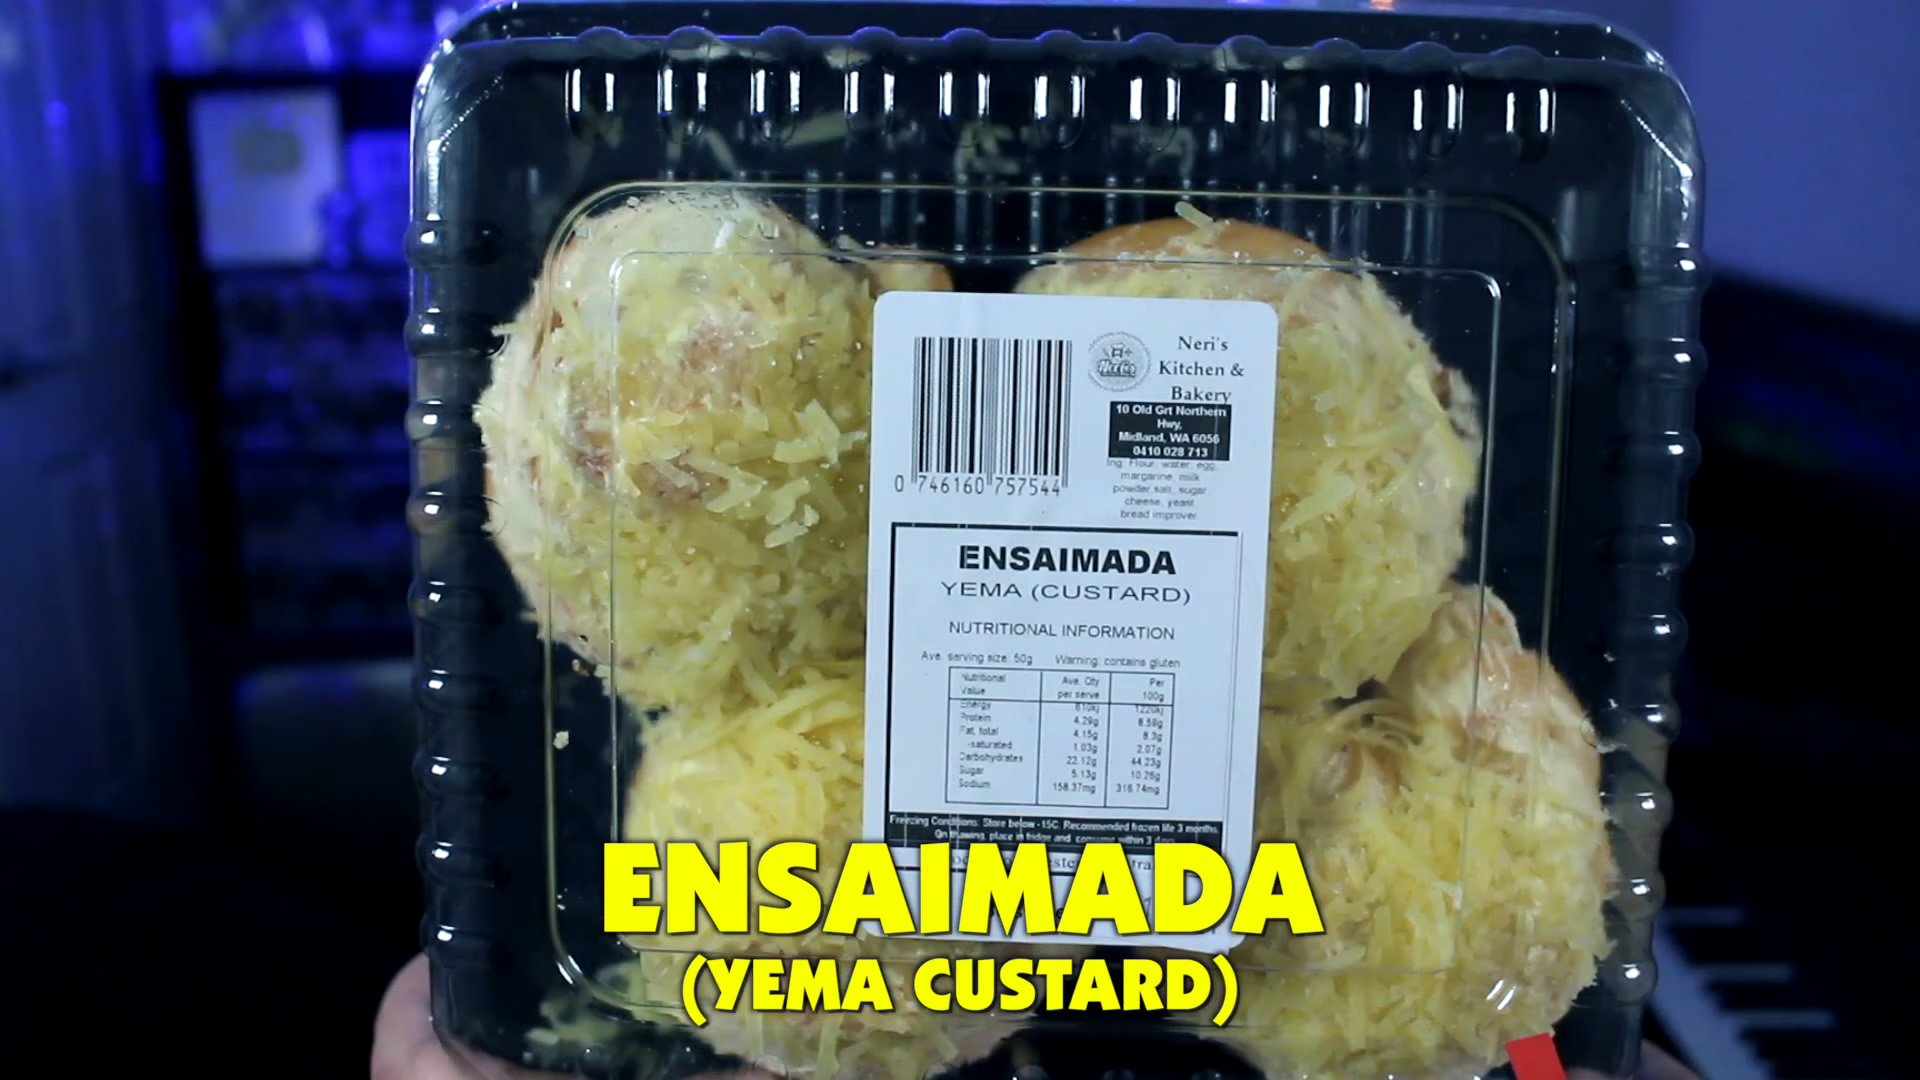 Neri's
Kitchen &
Bakery
10 Old Grt Northern
Hwy,
Midland, WA 6056
0410 028 713
Ing: Flour, water, egg,
margarine, milk
powder, salt, sugar,
cheese, yeast,
bread improver.
0 746160 757544
ENSAIMADA
YEMA (CUSTARD)
NUTRITIONAL INFORMATION
Ave. serving size: 50g Warning: contains gluten
Nutritional Value Ave. Qty per serve Per 100g
Energy 610kj 1220kj
Protein 4.29g 8.59g
Fat, total 4.15g 8.3g
-saturated 1.03g 2.07g
Carbohydrates 22.12g 44.23g
Sugar 5.13g 10.26g
Sodium 158.37mg 316.74mg
Freezing Conditions: Store below -15C. Recommended frozen life 3 months.
On thawing, place in fridge and consume within 3 days
ENSAIMADA
(YEMA CUSTARD)